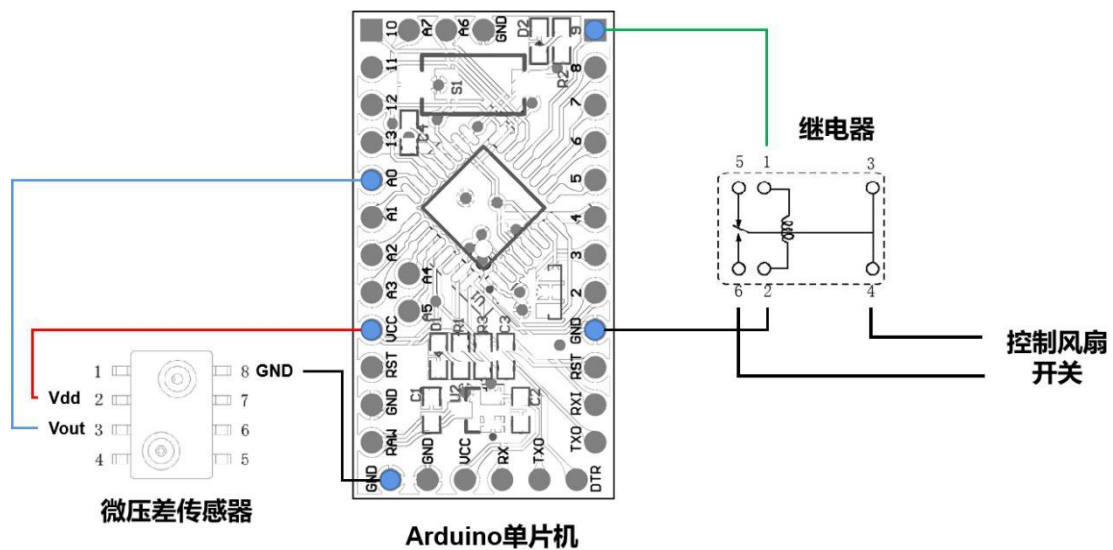 10
A7
A6
GND
D2
9
11
S1
R2
8
12
7
13
C4
6
继电器
A0
5
5
1
3
A1
4
A2
3
A3
A4
2
6
2
4
A5
U1
VCC
GND
D1
R1
R3
C3
控制风扇
开关
RST
RST
1
8
GND
Vdd
2
7
GND
C1
U2
C2
RXI
Vout
3
6
4
5
RAW
GND
VCC
RX
TXO
TXO
GND
DTR
微压差传感器
Arduino单片机